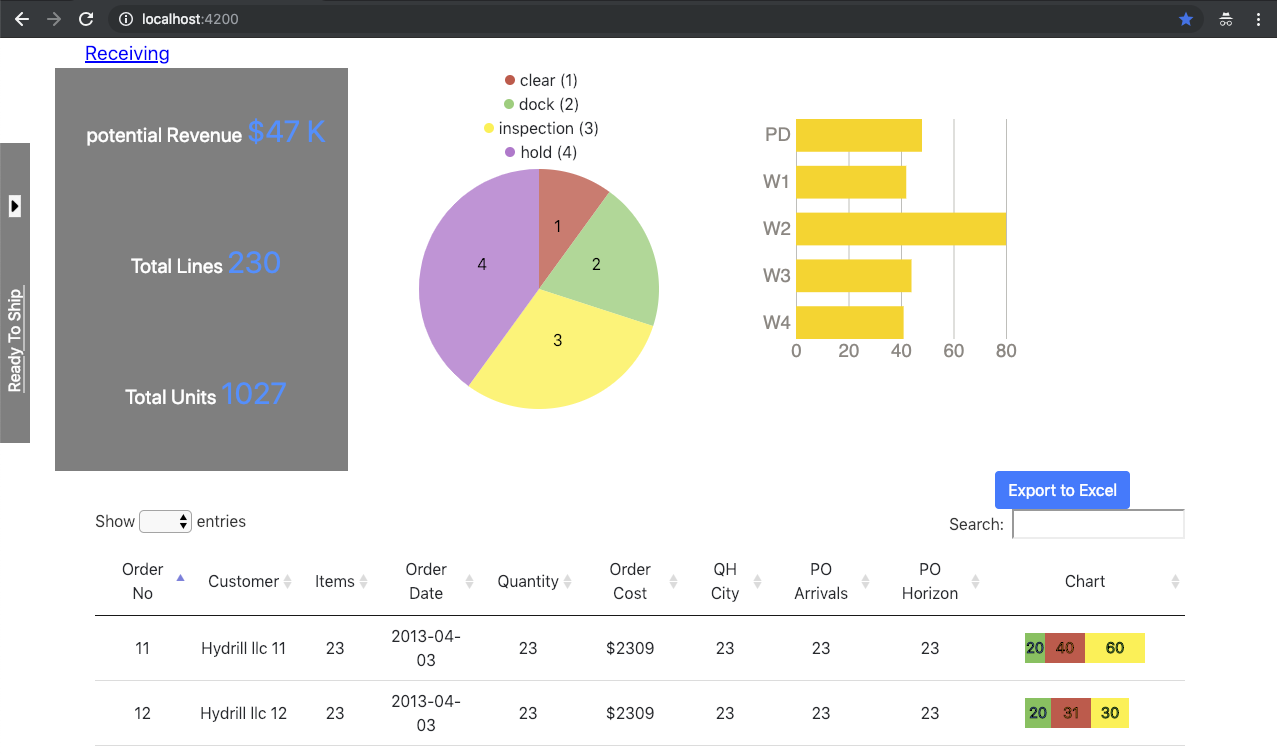 localhost:4200
Receiving
potential Revenue $47 K
Total Lines 230
Total Units 1027
Ready To Ship
clear (1)
dock (2)
inspection (3)
hold (4)
1
2
3
4
PD
W1
W2
W3
W4
0 20 40 60 80
Export to Excel
Show entries
Search:
Order No Customer Items Order Date Quantity Order Cost QH City PO Arrivals PO Horizon Chart
11 Hydrill llc 11 23 2013-04-03 23 $2309 23 23 23 20 40 60
12 Hydrill llc 12 23 2013-04-03 23 $2309 23 23 23 20 31 30